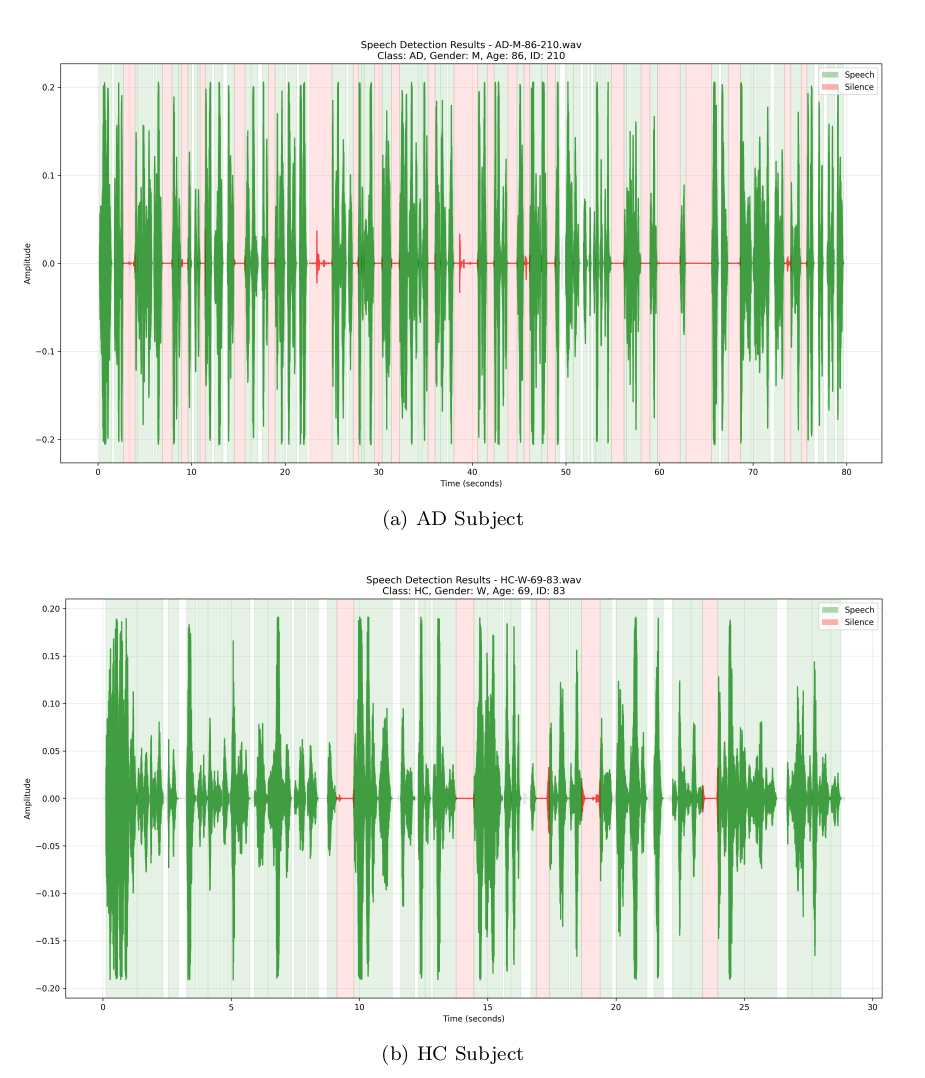 Speech Detection Results - AD-M-86-210.wav
Class: AD, Gender: M, Age: 86, ID: 210
Speech
Silence
0.2
0.1
0.0
−0.1
−0.2
Amplitude
0 10 20 30 40 50 60 70 80
Time (seconds)
(a) AD Subject
Speech Detection Results - HC-W-69-83.wav
Class: HC, Gender: W, Age: 69, ID: 83
Speech
Silence
0.20
0.15
0.10
0.05
0.00
−0.05
−0.10
−0.15
−0.20
Amplitude
0 5 10 15 20 25 30
Time (seconds)
(b) HC Subject